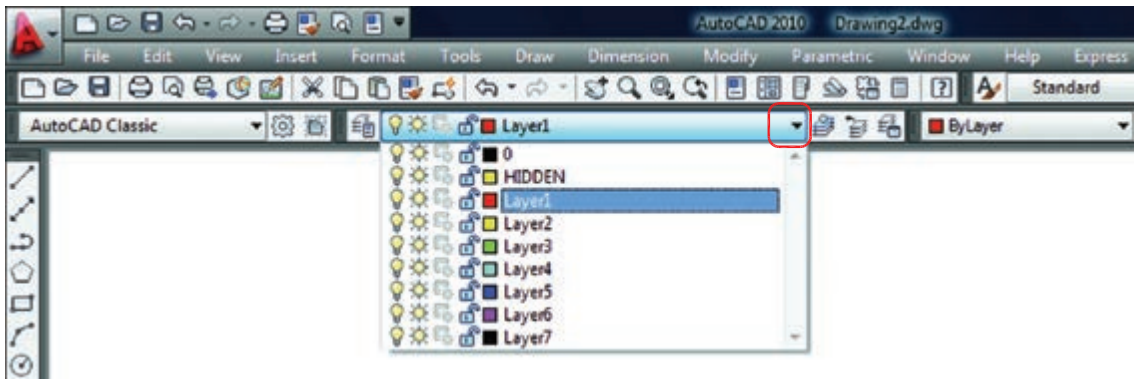 AutoCAD 2010 Drawing2.dwg
File Edit View Insert Format Tools Draw Dimension Modify Parametric Window Help Express
Standard
AutoCAD Classic Layer1 ByLayer
0
HIDDEN
Layer1
Layer2
Layer3
Layer4
Layer5
Layer6
Layer7